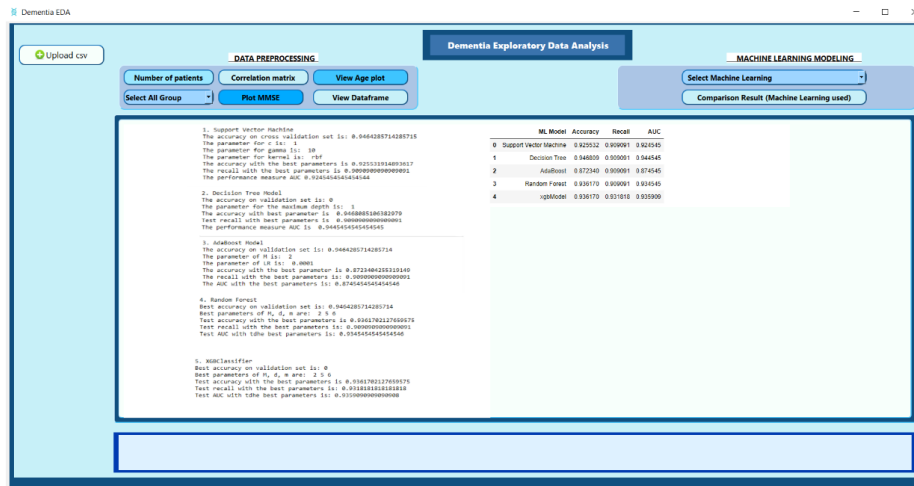 Dementia EDA
Upload csv
Dementia Exploratory Data Analysis
DATA PREPROCESSING
MACHINE LEARNING MODELING
Number of patients
Correlation matrix
View Age plot
Select Machine Learning
Select All Group
Plot MMSE
View Dataframe
Comparison Result (Machine Learning used)
1. Support Vector Machine
The accuracy on cross validation set is: 0.9464285714285715
The parameter for c is: 1
The parameter for gamma is: 10
The parameter for kernel is: rbf
The accuracy with the best parameters is 0.925531914893617
The recall with the best parameters is 0.9090909090909091
The performance measure AUC 0.9245454545454544
2. Decision Tree Model
The accuracy on validation set is: 0
The parameter for the maximum depth is: 1
The accuracy with best parameter is 0.9468085106382979
Test recall with best parameters is 0.9090909090909091
The performance measure AUC is 0.9445454545454545
3. AdaBoost Model
The accuracy on validation set is: 0.9464285714285714
The parameter of M is: 2
The parameter of LR is: 0.0001
The accuracy with the best parameter is 0.8723404255319149
The recall with the best parameters is 0.9090909090909091
The AUC with the best parameters is 0.8745454545454546
4. Random Forest
Best accuracy on validation set is: 0.9464285714285714
Best parameters of M, d, m are: 2 5 6
Test accuracy with the best parameters is 0.9361702127659575
Test recall with the best parameters is: 0.9090909090909091
Test AUC with tdhe best parameters is: 0.9345454545454546
5. XGBClassifier
Best accuracy on validation set is: 0
Best parameters of M, d, m are: 2 5 6
Test accuracy with the best parameters is 0.9361702127659575
Test recall with the best parameters is: 0.9318181818181818
Test AUC with tdhe best parameters is: 0.9359090909090908
ML Model Accuracy Recall AUC
0 Support Vector Machine 0.925532 0.909091 0.924545
1 Decision Tree 0.946809 0.909091 0.944545
2 AdaBoost 0.872340 0.909091 0.874545
3 Random Forest 0.936170 0.909091 0.934545
4 xgbModel 0.936170 0.931818 0.935909